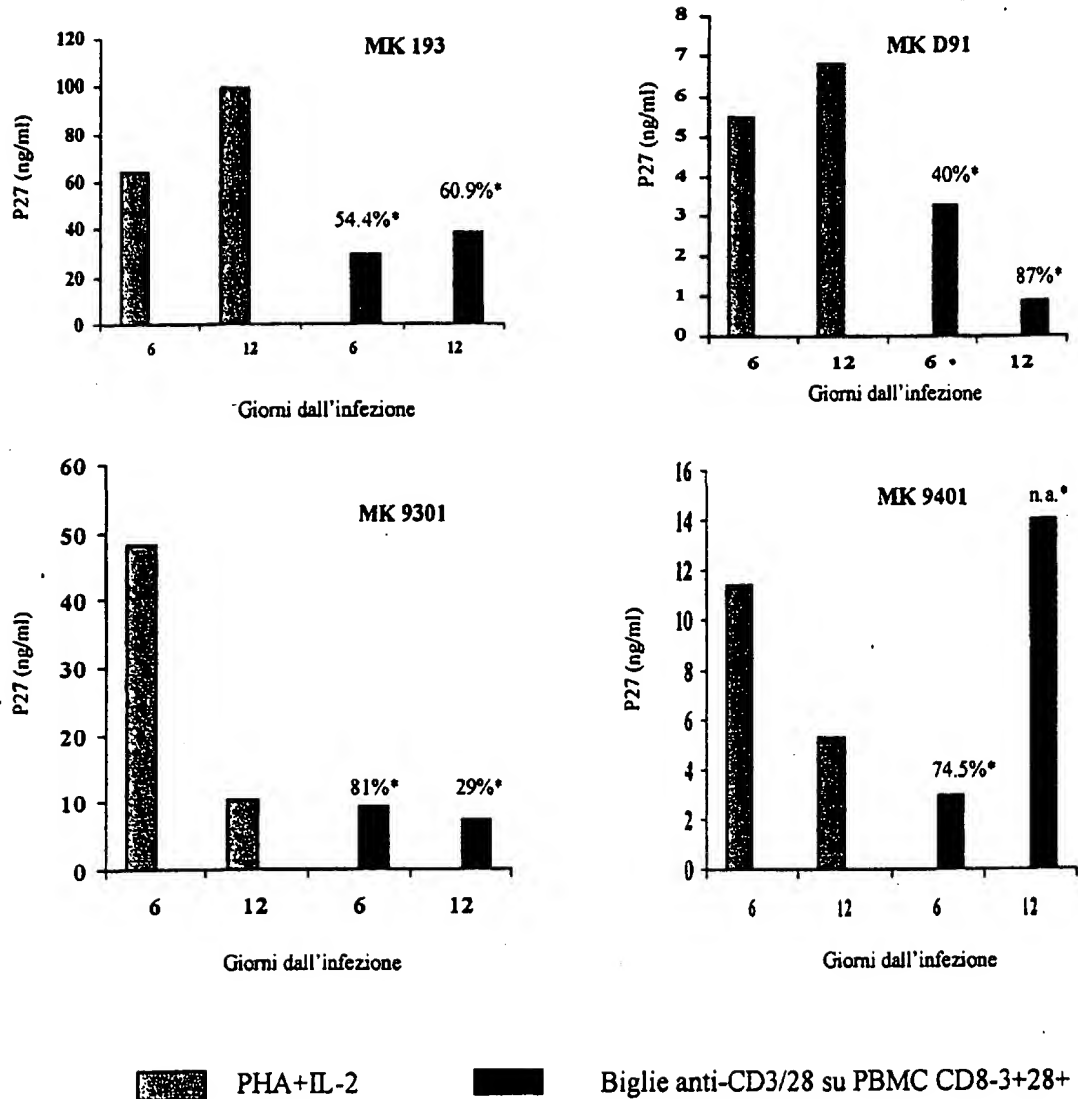 MK 193
P27 (ng/ml)
120
100
80
60
40
20
0
54.4%*
60.9%*
6 12 6 12
Giorni dall'infezione
MK D91
P27 (ng/ml)
8
7
6
5
4
3
2
1
0
40%*
87%*
6 12 6 12
Giorni dall'infezione
MK 9301
P27 (ng/ml)
60
50
40
30
20
10
0
81%*
29%*
6 12 6 12
Giorni dall'infezione
MK 9401
P27 (ng/ml)
16
14
12
10
8
6
4
2
0
74.5%*
n.a.*
6 12 6 12
Giorni dall'infezione
PHA+IL-2
Biglie anti-CD3/28 su PBMC CD8-3+28+